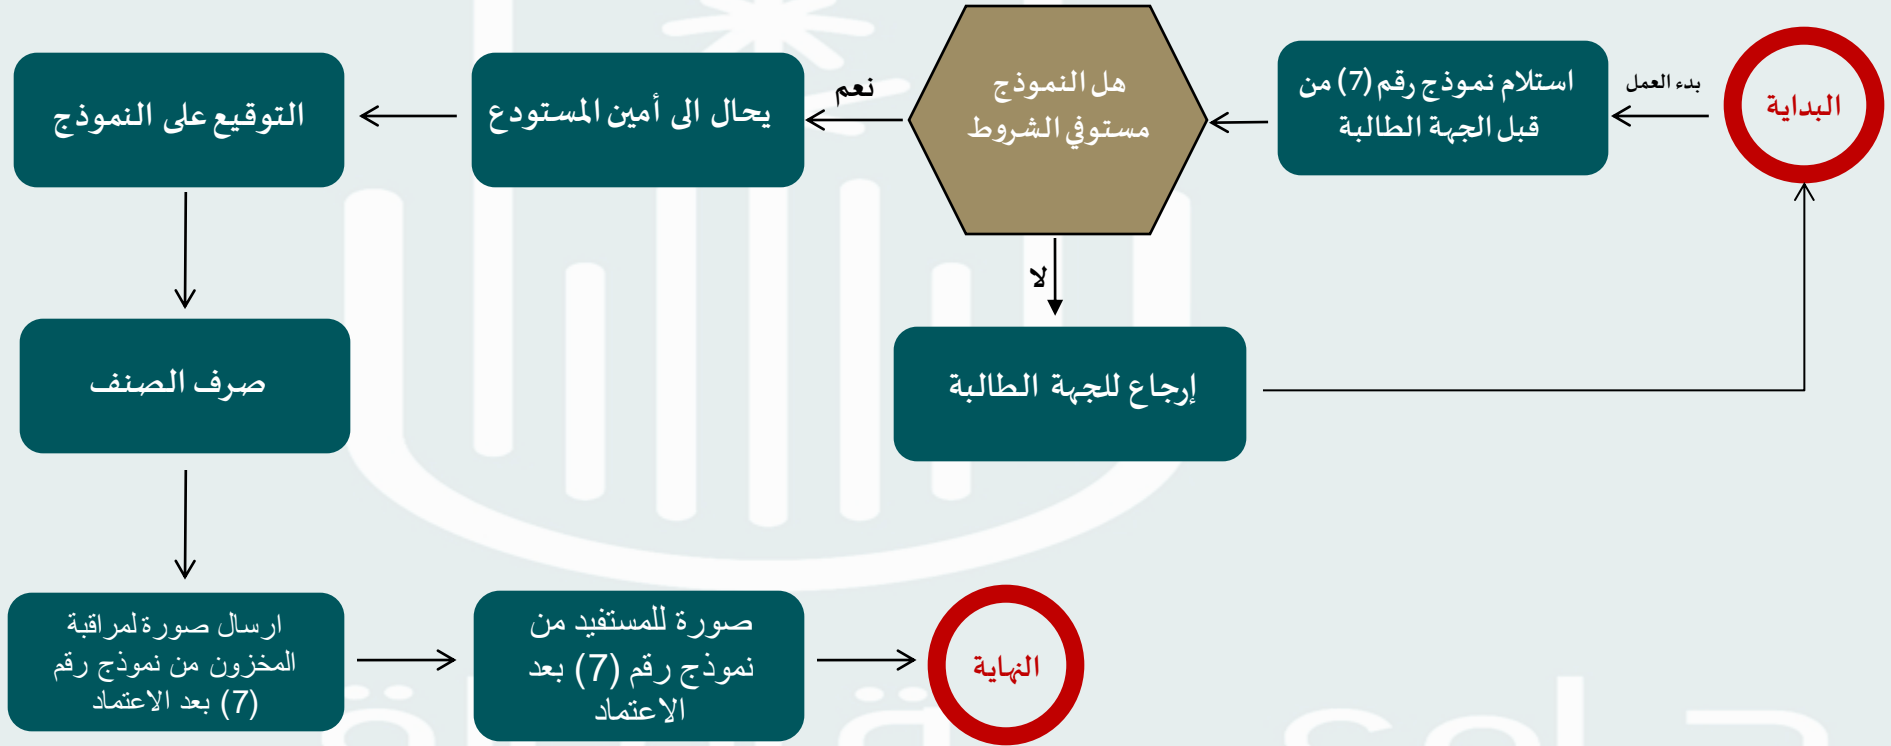 البداية
بدء العمل
استلام نموذج رقم (7) من
قبل الجهة الطالبة
هل النموذج
مستوفي الشروط
نعم
يحال الى أمين المستودع
التوقيع على النموذج
لا
إرجاع للجهة الطالبة
صرف الصنف
ارسال صورة لمراقبة
المخزون من نموذج رقم
(7) بعد الاعتماد
صورة للمستفيد من
نموذج رقم (7) بعد
الاعتماد
النهاية